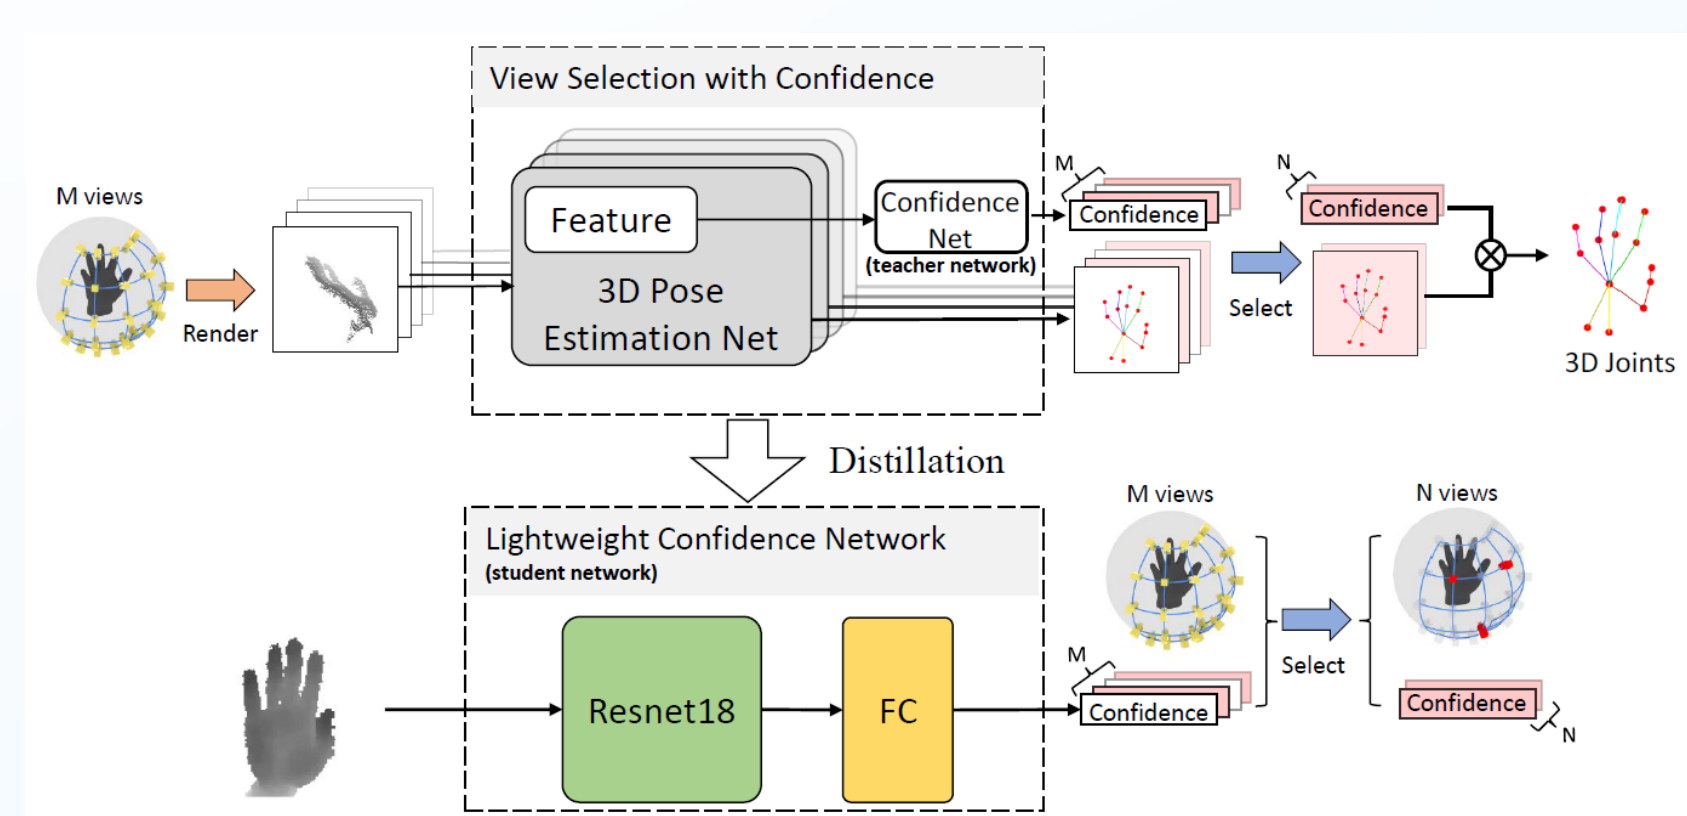 View Selection with Confidence
M views
Render
Feature
3D Pose
Estimation Net
Confidence
Net
(teacher network)
M
Confidence
Select
N
Confidence
3D Joints
Distillation
Lightweight Confidence Network
(student network)
Resnet18
FC
M views
M
Confidence
Select
N views
Confidence
N